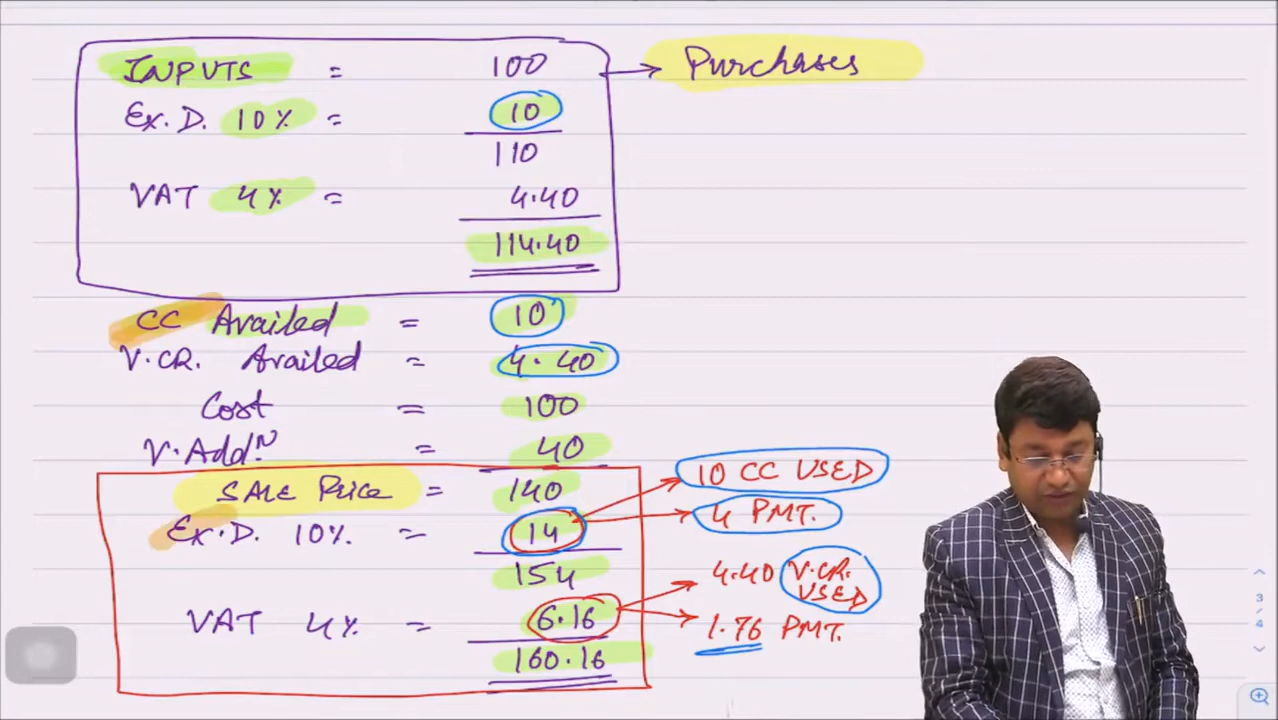 INPUTS = 100 → Purchases
Ex.D. 10% = 10
110
VAT 4% = 4.40
114.40
CC Availed = 10
V.CR. Availed = 4.40
Cost = 100
V.Addⁿ = 40
SALE Price = 140
10 CC USED
Ex.D. 10% = 14
4 PMT.
154
4.40 V.CR. USED
VAT 4% = 6.16
1.76 PMT.
160.16
3
4